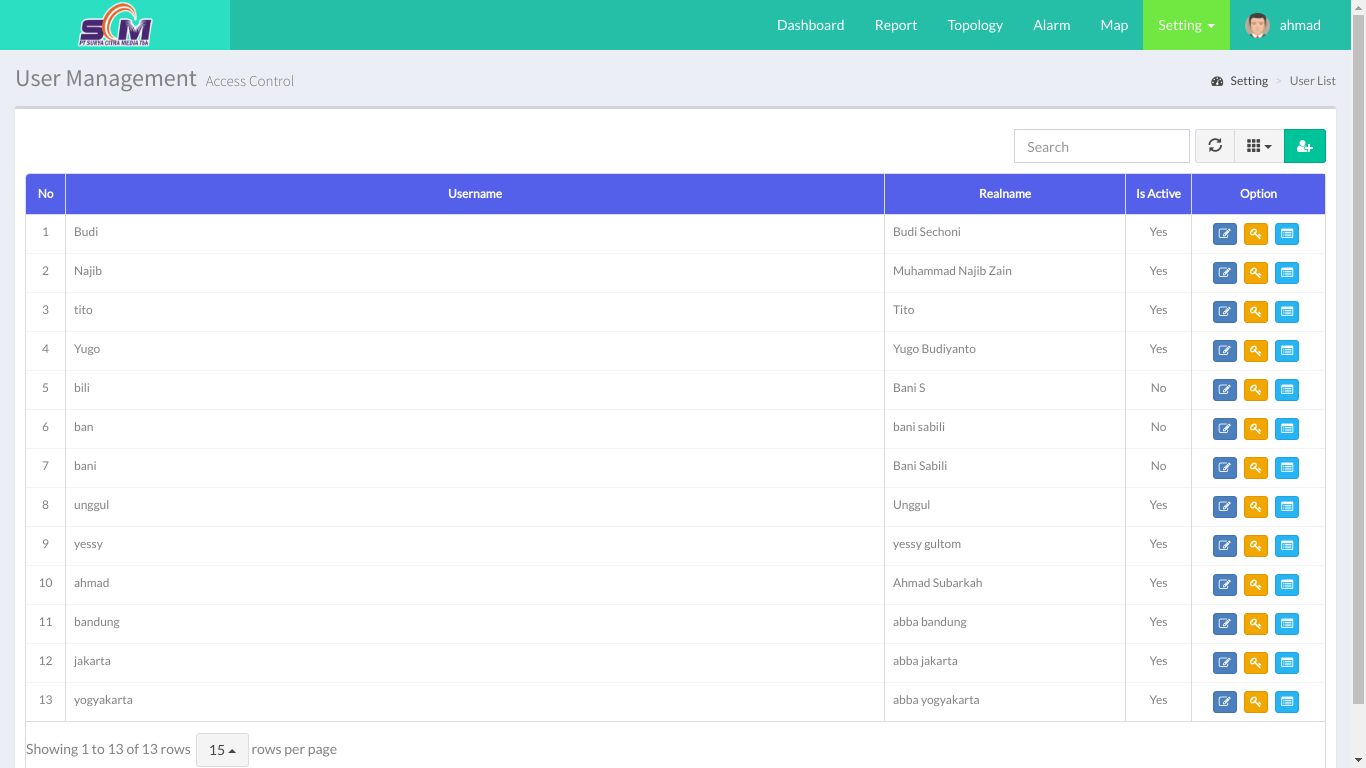 SCM
PT SURYA CITRA MEDIA Tbk
Dashboard Report Topology Alarm Map Setting ahmad
User Management Access Control
Setting > User List
Search
No Username Realname Is Active Option
1 Budi Budi Sechoni Yes
2 Najib Muhammad Najib Zain Yes
3 tito Tito Yes
4 Yugo Yugo Budiyanto Yes
5 bili Bani S No
6 ban bani sabili No
7 bani Bani Sabili No
8 unggul Unggul Yes
9 yessy yessy gultom Yes
10 ahmad Ahmad Subarkah Yes
11 bandung abba bandung Yes
12 jakarta abba jakarta Yes
13 yogyakarta abba yogyakarta Yes
Showing 1 to 13 of 13 rows 15 rows per page